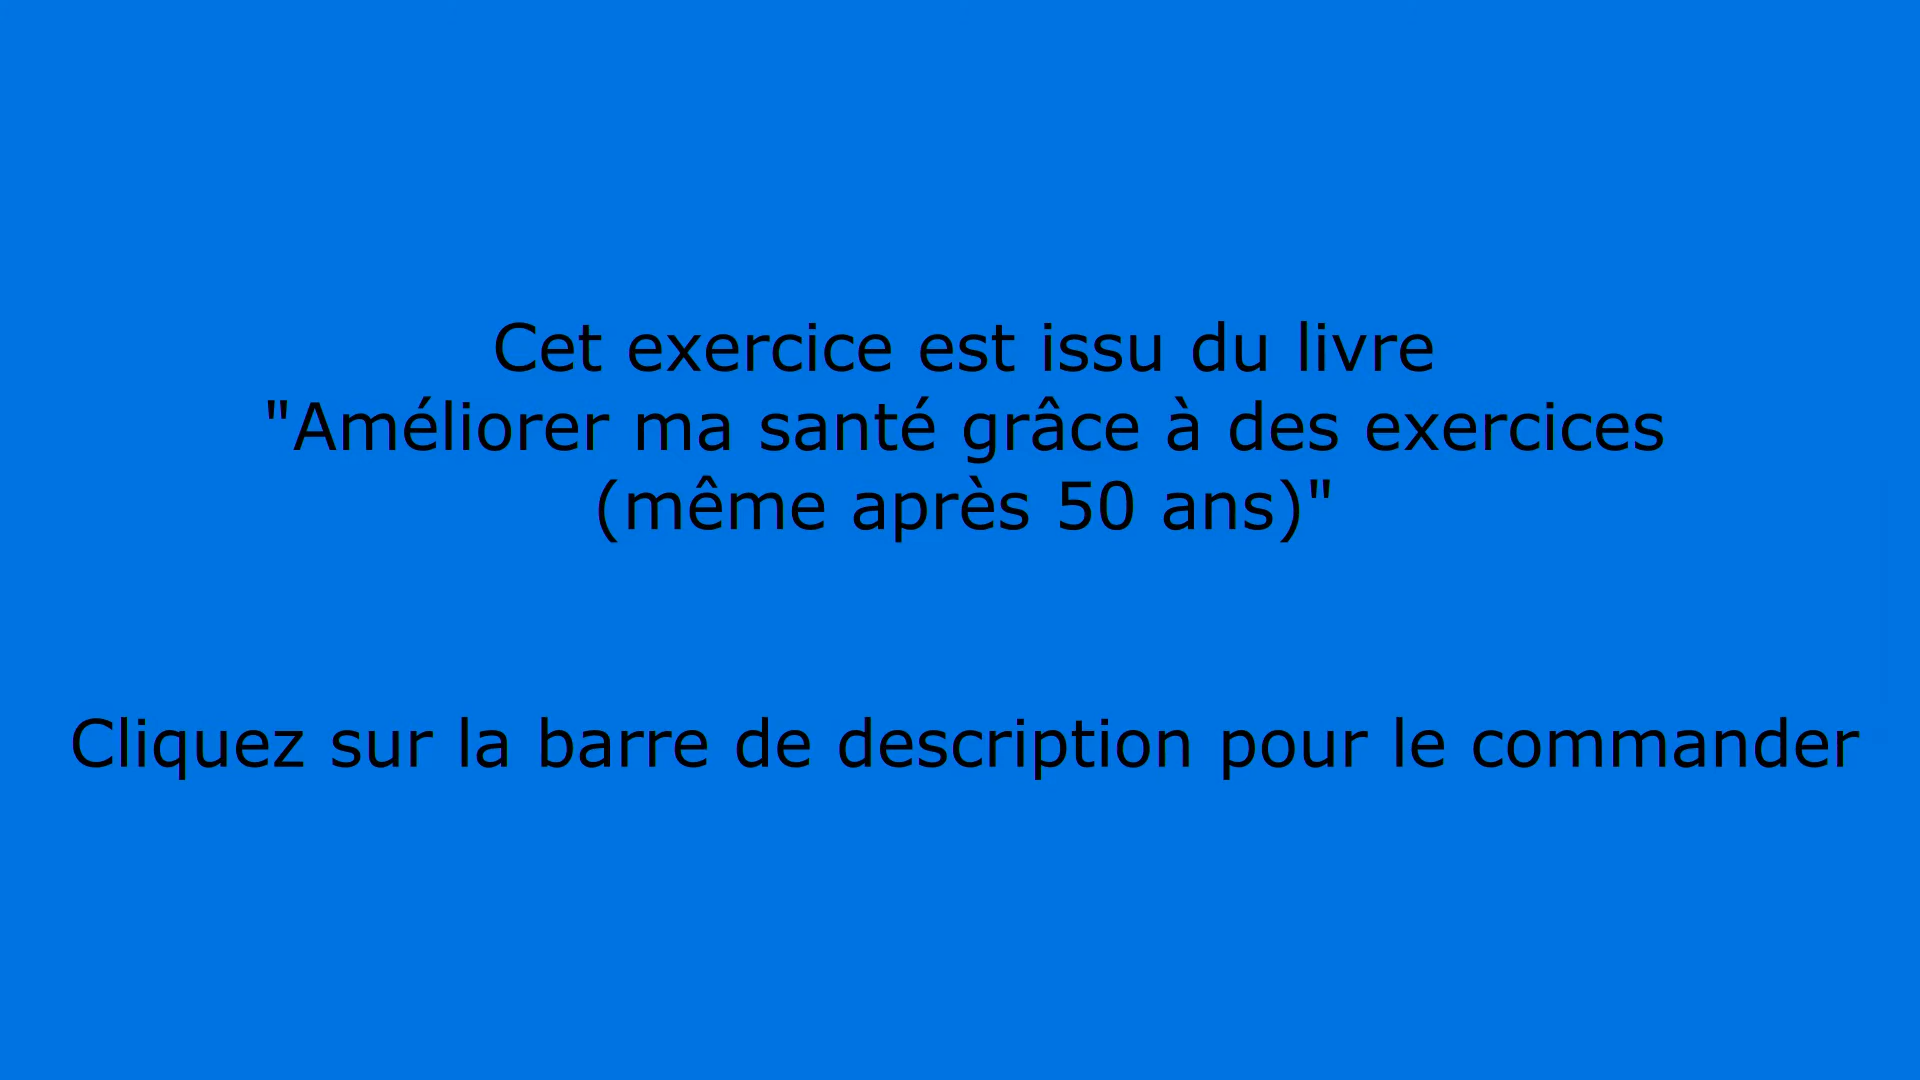 Cet exercice est issu du livre
"Améliorer ma santé grâce à des exercices
(même après 50 ans)"
Cliquez sur la barre de description pour le commander